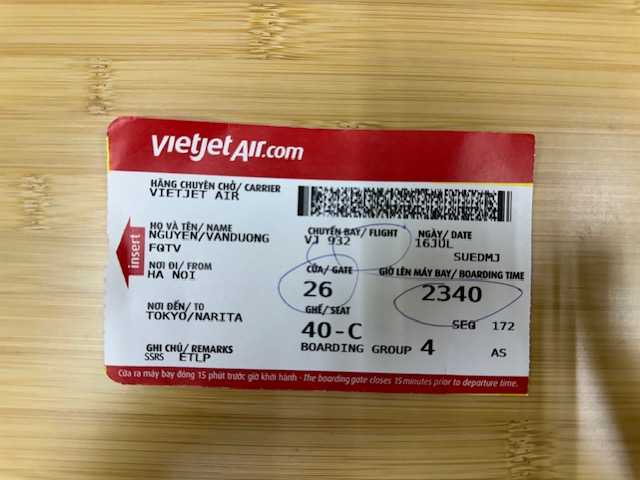 vietjetAir.com
HÃNG CHUYÊN CHỞ/ CARRIER
VIETJET AIR
HỌ VÀ TÊN/ NAME
NGUYEN/VANDUONG
FQTV
CHUYẾN BAY/ FLIGHT
VJ 932
NGÀY/ DATE
16JUL
SUEDMJ
insert
NƠI ĐI/ FROM
HA NOI
CỬA/ GATE
26
GIỜ LÊN MÁY BAY/ BOARDING TIME
2340
NƠI ĐẾN/ TO
TOKYO/NARITA
GHẾ/ SEAT
40-C
SEQ 172
GHI CHÚ/ REMARKS
SSRS ETLP
BOARDING GROUP 4
AS
Cửa ra máy bay đóng 15 phút trước giờ khởi hành - The boarding gate closes 15 minutes prior to departure time.